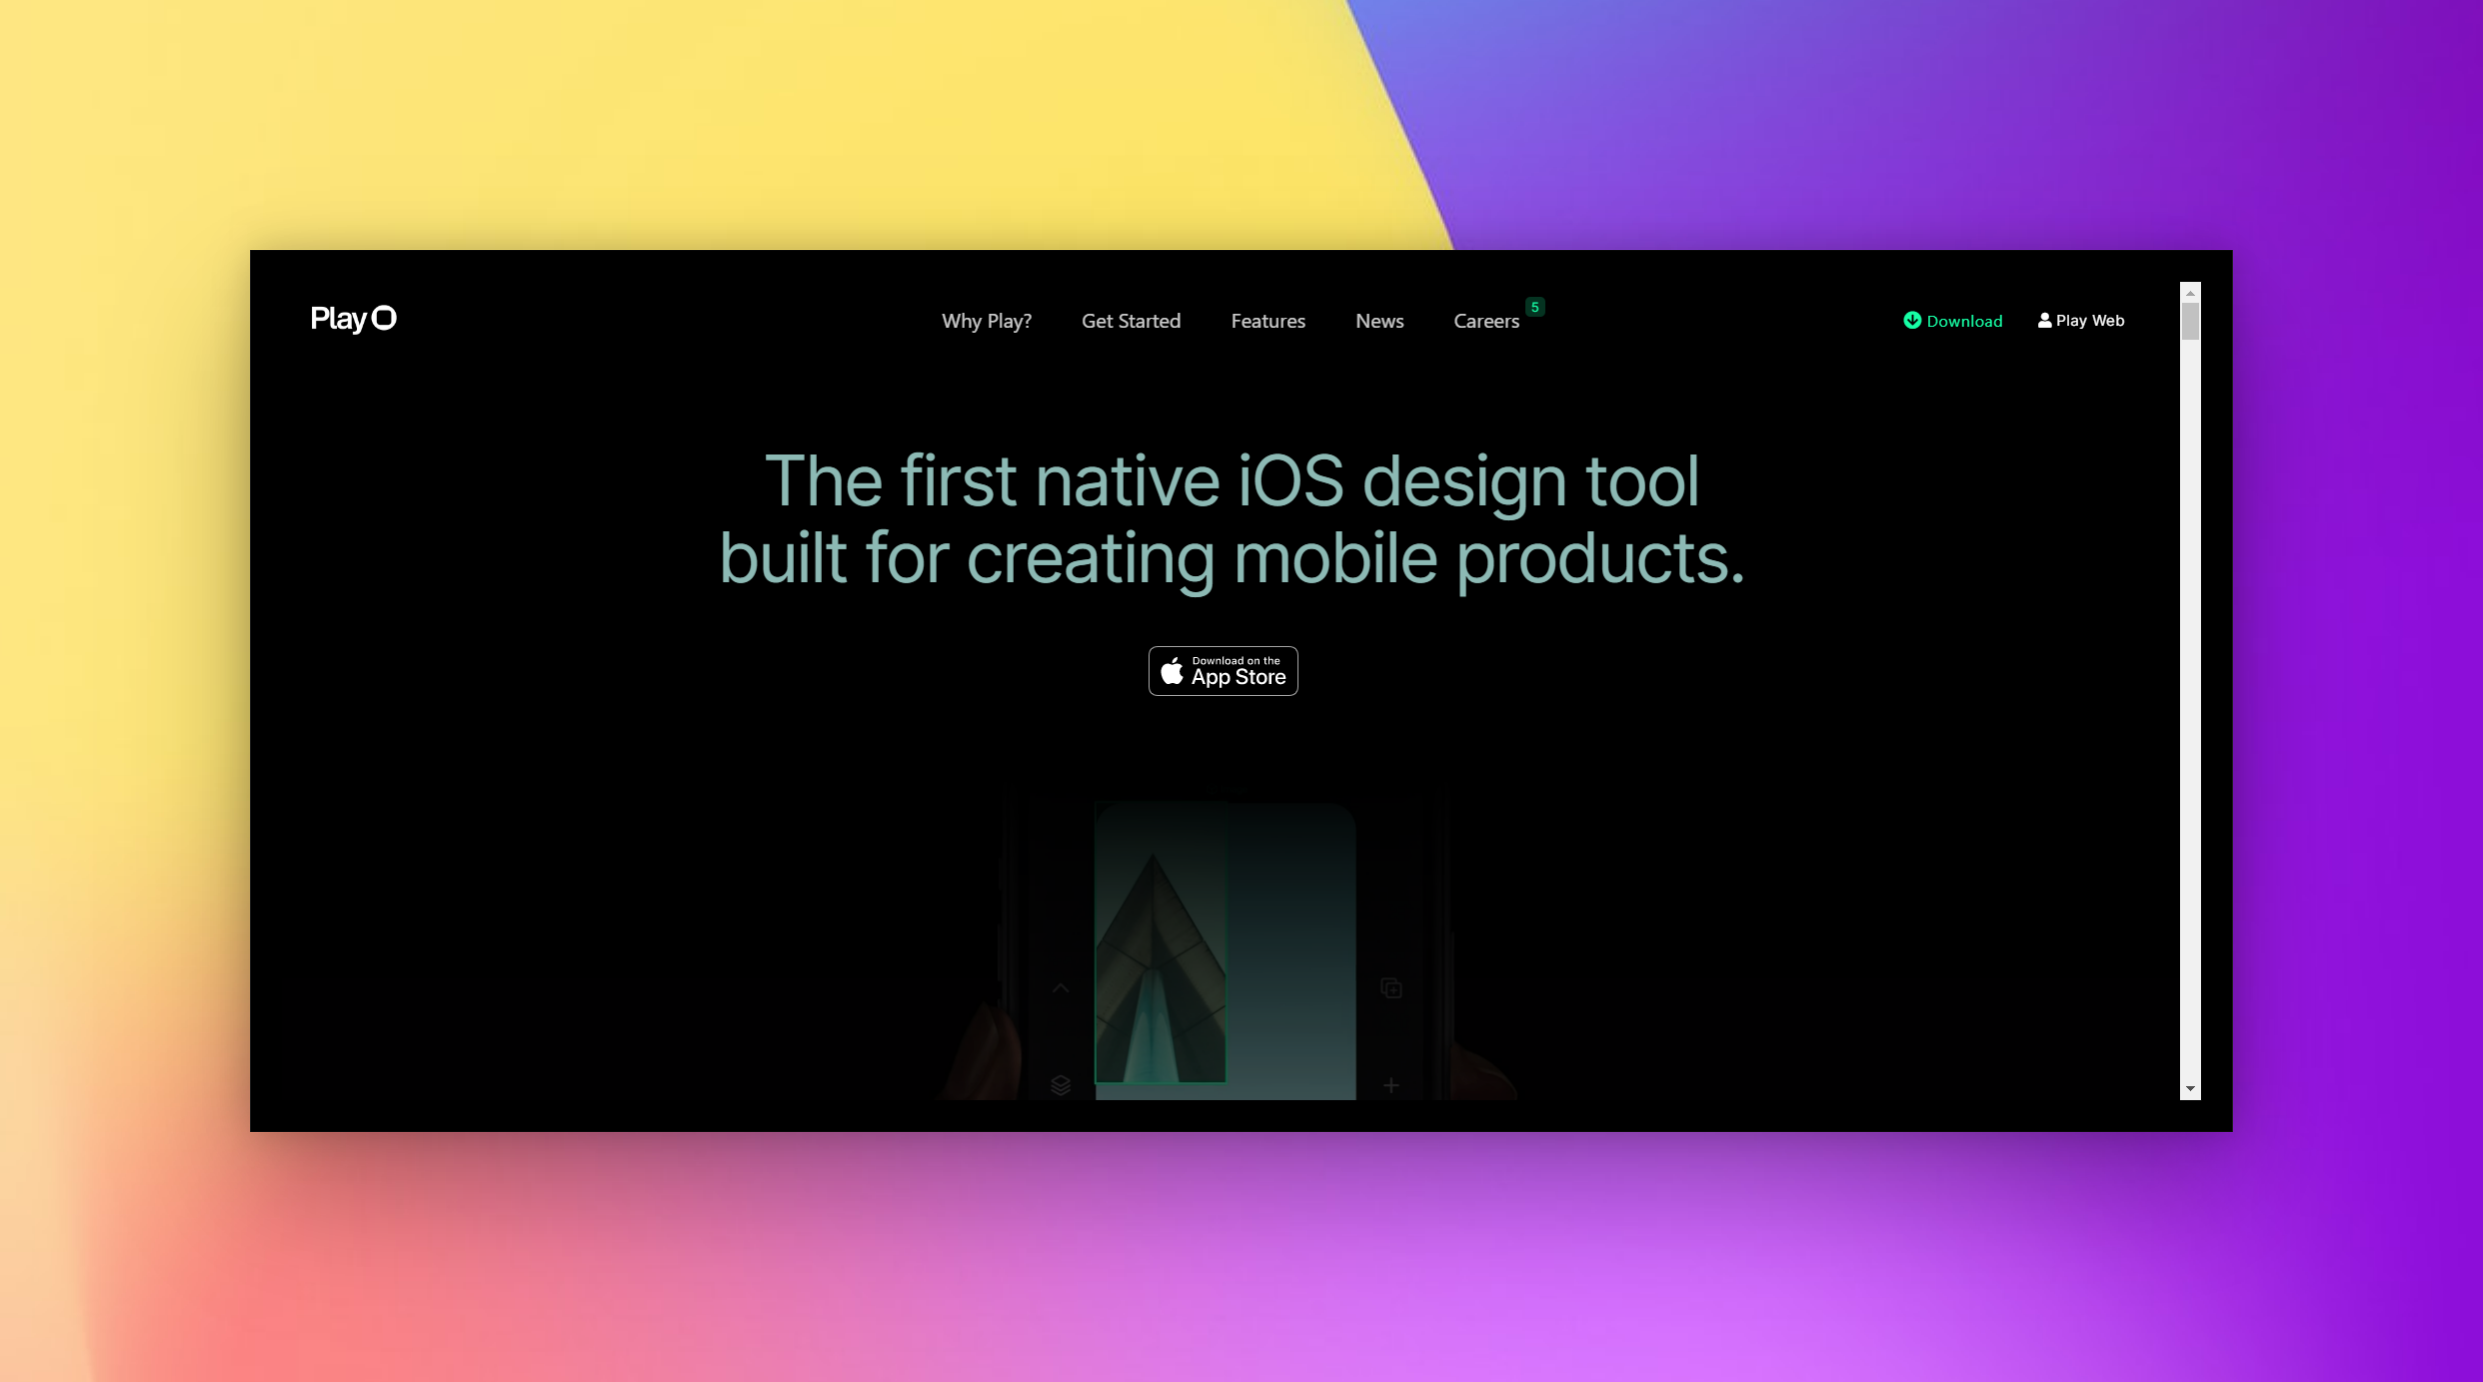 Play
Why Play?
Get Started
Features
News
Careers
5
Download
Play Web
The first native iOS design tool
built for creating mobile products.
Download on the
App Store